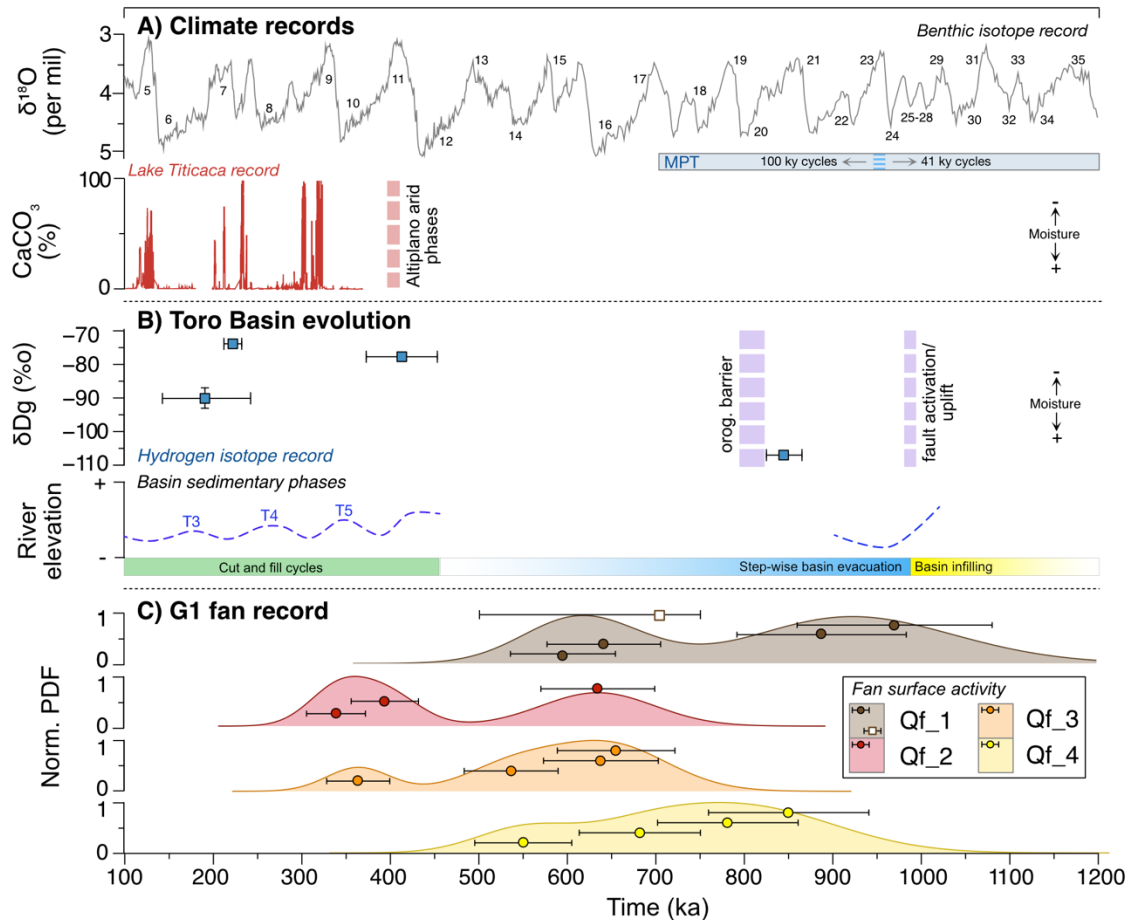 A) Climate records
Benthic isotope record
δ¹⁸O
(per mil)
3
4
5
5
6
7
8
9
10
11
12
13
14
15
16
17
18
19
20
21
22
23
24
25-28
29
30
31
32
33
34
35
MPT
100 ky cycles
41 ky cycles
Lake Titicaca record
CaCO₃
(%)
100
0
Altiplano arid
phases
-
Moisture
+
B) Toro Basin evolution
δDg (‰)
−70
−80
−90
−100
−110
orog. barrier
fault activation/
uplift
-
Moisture
+
Hydrogen isotope record
Basin sedimentary phases
River
elevation
+
-
T3
T4
T5
Cut and fill cycles
Step-wise basin evacuation
Basin infilling
C) G1 fan record
Norm. PDF
1
0
1
0
1
0
1
0
Fan surface activity
Qf_1
Qf_3
Qf_2
Qf_4
100
200
300
400
500
600
700
800
900
1000
1100
1200
Time (ka)